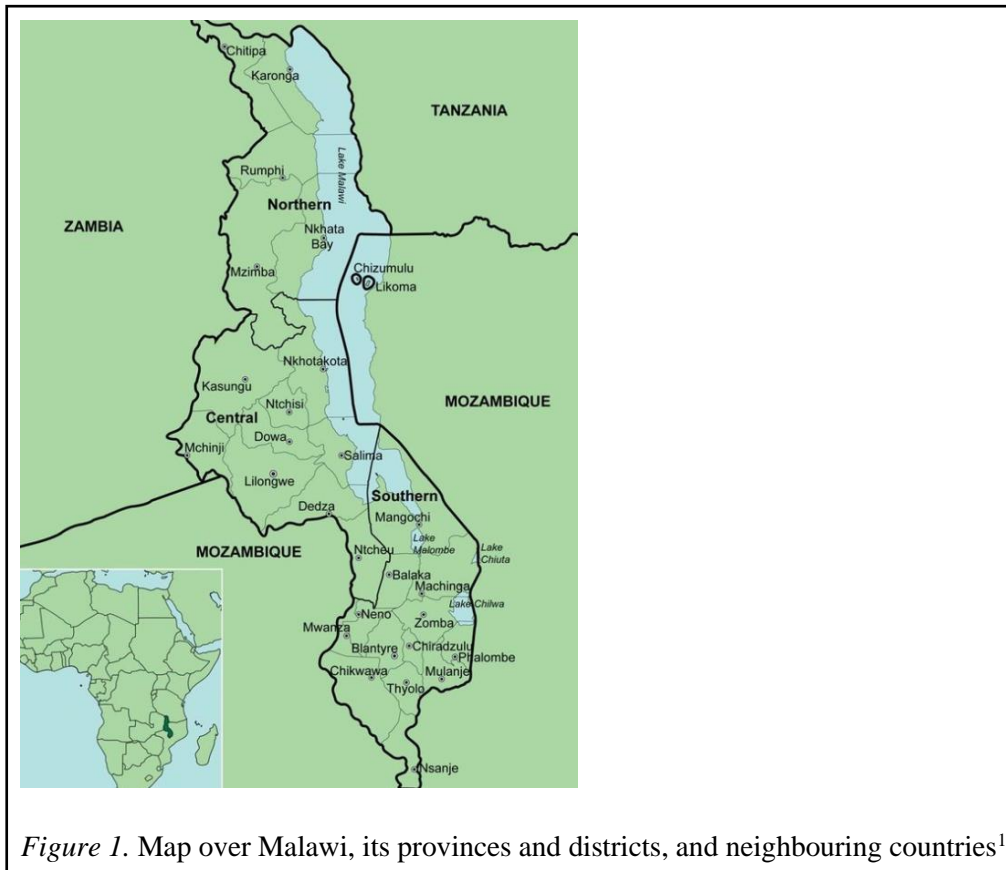 Chitipa
Karonga
TANZANIA
Lake Malawi
Rumphi
Northern
ZAMBIA
Nkhata
Bay
Mzimba
Chizumulu
Likoma
Nkhotakota
Kasungu
MOZAMBIQUE
Ntchisi
Central
Dowa
Mchinji
Salima
Lilongwe
Southern
Dedza
Mangochi
MOZAMBIQUE
Lake
Malombe
Lake
Chiuta
Ntcheu
Balaka
Machinga
Lake Chilwa
Neno
Zomba
Mwanza
Chiradzulu
Blantyre
Phalombe
Chikwawa
Mulanje
Thyolo
Nsanje
Figure 1. Map over Malawi, its provinces and districts, and neighbouring countries1